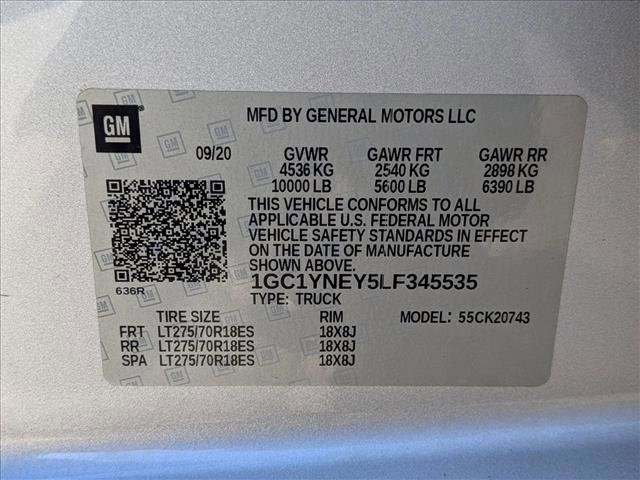 GM
MFD BY GENERAL MOTORS LLC
09/20 GVWR GAWR FRT GAWR RR
4536 KG 2540 KG 2898 KG
10000 LB 5600 LB 6390 LB
THIS VEHICLE CONFORMS TO ALL
APPLICABLE U.S. FEDERAL MOTOR
VEHICLE SAFETY STANDARDS IN EFFECT
ON THE DATE OF MANUFACTURE
SHOWN ABOVE.
636R
1GC1YNEY5LF345535
TYPE: TRUCK
TIRE SIZE RIM MODEL: 55CK20743
FRT LT275/70R18ES 18X8J
RR LT275/70R18ES 18X8J
SPA LT275/70R18ES 18X8J